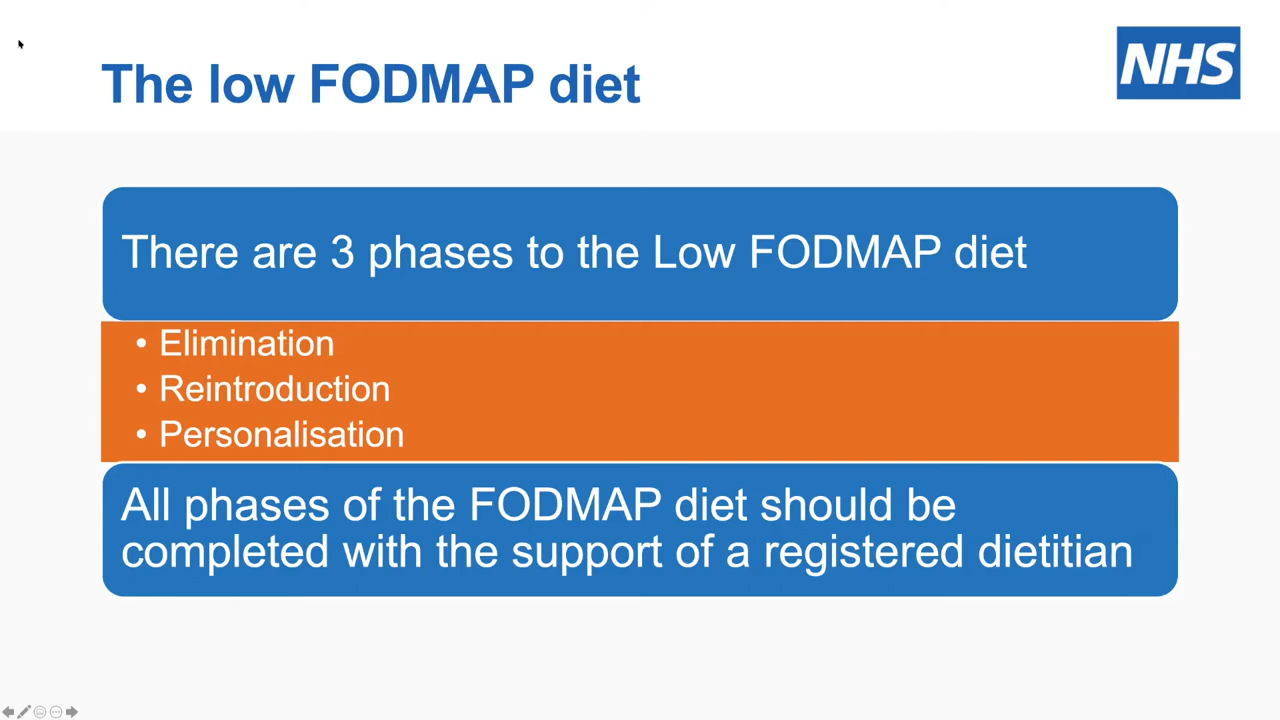 The low FODMAP diet
NHS
There are 3 phases to the Low FODMAP diet
• Elimination
• Reintroduction
• Personalisation
All phases of the FODMAP diet should be
completed with the support of a registered dietitian